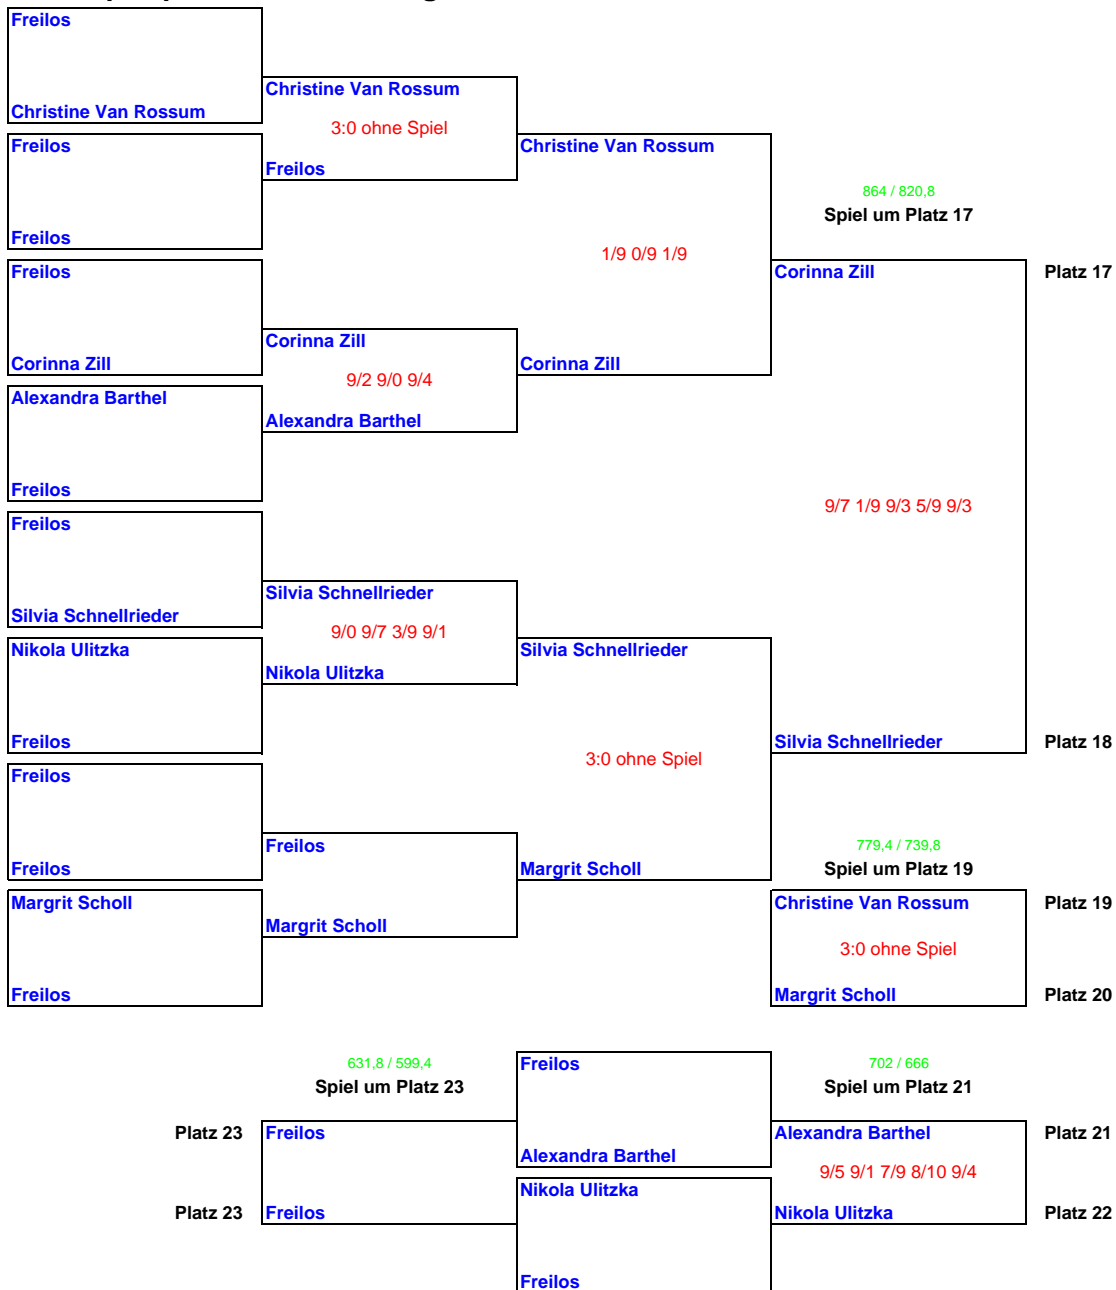 Freilos
Christine Van Rossum
Christine Van Rossum
3:0 ohne Spiel
Freilos
Christine Van Rossum
Freilos
864 / 820,8
Spiel um Platz 17
Freilos
1/9 0/9 1/9
Freilos
Corinna Zill
Platz 17
Corinna Zill
Corinna Zill
Corinna Zill
9/2 9/0 9/4
Alexandra Barthel
Alexandra Barthel
Freilos
9/7 1/9 9/3 5/9 9/3
Freilos
Silvia Schnellrieder
Silvia Schnellrieder
9/0 9/7 3/9 9/1
Nikola Ulitzka
Silvia Schnellrieder
Nikola Ulitzka
Freilos
Silvia Schnellrieder
Platz 18
3:0 ohne Spiel
Freilos
Freilos
779,4 / 739,8
Freilos
Margrit Scholl
Spiel um Platz 19
Margrit Scholl
Christine Van Rossum
Platz 19
Margrit Scholl
3:0 ohne Spiel
Freilos
Margrit Scholl
Platz 20
631,8 / 599,4
Freilos
702 / 666
Spiel um Platz 23
Spiel um Platz 21
Platz 23
Freilos
Alexandra Barthel
Platz 21
Alexandra Barthel
9/5 9/1 7/9 8/10 9/4
Nikola Ulitzka
Platz 23
Freilos
Nikola Ulitzka
Platz 22
Freilos